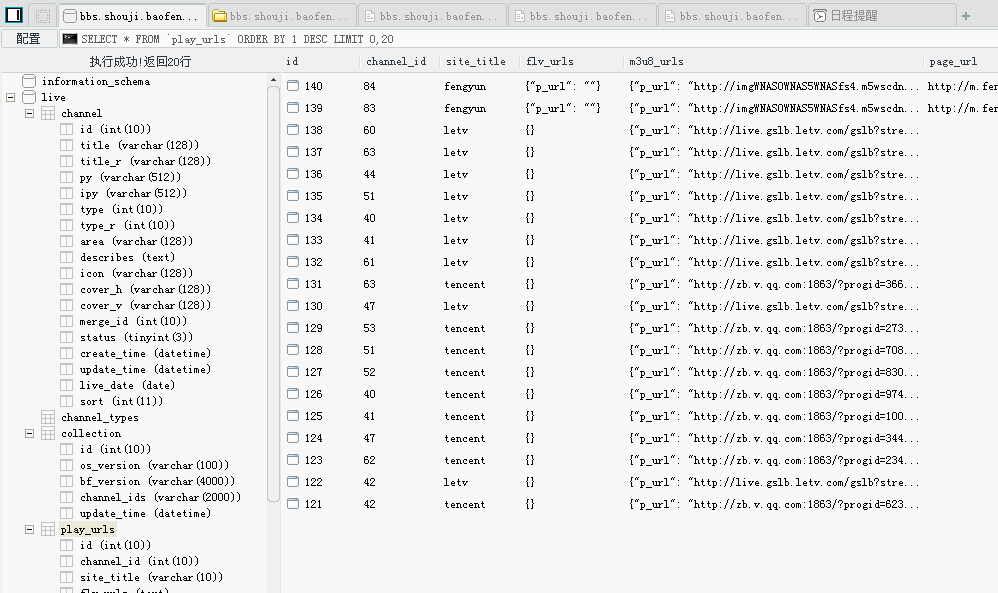 bbs.shouji.baofen... bbs.shouji.baofen... bbs.shouji.baofen... bbs.shouji.baofen... bbs.shouji.baofen... 日程提醒 +
配置 SELECT * FROM `play_urls` ORDER BY 1 DESC LIMIT 0,20
执行成功!返回20行
information_schema
live
channel
id (int(10))
title (varchar(128))
title_r (varchar(128))
py (varchar(512))
ipy (varchar(512))
type (int(10))
type_r (int(10))
area (varchar(128))
describes (text)
icon (varchar(128))
cover_h (varchar(128))
cover_v (varchar(128))
merge_id (int(10))
status (tinyint(3))
create_time (datetime)
update_time (datetime)
live_date (date)
sort (int(11))
channel_types
collection
id (int(10))
os_version (varchar(100))
bf_version (varchar(4000))
channel_ids (varchar(2000))
update_time (datetime)
play_urls
id (int(10))
channel_id (int(10))
site_title (varchar(10))
flv_urls (text)
id channel_id site_title flv_urls m3u8_urls page_url
140 84 fengyun {"p_url": ""} {"p_url": "http://imgWNASOWNAS5WNASfs4.m5wscdn... http://m.fen
139 83 fengyun {"p_url": ""} {"p_url": "http://imgWNASOWNAS5WNASfs4.m5wscdn... http://m.fen
138 60 letv {} {"p_url": "http://live.gslb.letv.com/gslb?stre...
137 63 letv {} {"p_url": "http://live.gslb.letv.com/gslb?stre...
136 44 letv {} {"p_url": "http://live.gslb.letv.com/gslb?stre...
135 51 letv {} {"p_url": "http://live.gslb.letv.com/gslb?stre...
134 40 letv {} {"p_url": "http://live.gslb.letv.com/gslb?stre...
133 41 letv {} {"p_url": "http://live.gslb.letv.com/gslb?stre...
132 61 letv {} {"p_url": "http://live.gslb.letv.com/gslb?stre...
131 63 tencent {} {"p_url": "http://zb.v.qq.com:1863/?progid=366...
130 47 letv {} {"p_url": "http://live.gslb.letv.com/gslb?stre...
129 53 tencent {} {"p_url": "http://zb.v.qq.com:1863/?progid=273...
128 51 tencent {} {"p_url": "http://zb.v.qq.com:1863/?progid=708...
127 52 tencent {} {"p_url": "http://zb.v.qq.com:1863/?progid=830...
126 40 tencent {} {"p_url": "http://zb.v.qq.com:1863/?progid=974...
125 41 tencent {} {"p_url": "http://zb.v.qq.com:1863/?progid=100...
124 47 tencent {} {"p_url": "http://zb.v.qq.com:1863/?progid=344...
123 62 tencent {} {"p_url": "http://zb.v.qq.com:1863/?progid=234...
122 42 letv {} {"p_url": "http://live.gslb.letv.com/gslb?stre...
121 42 tencent {} {"p_url": "http://zb.v.qq.com:1863/?progid=623...